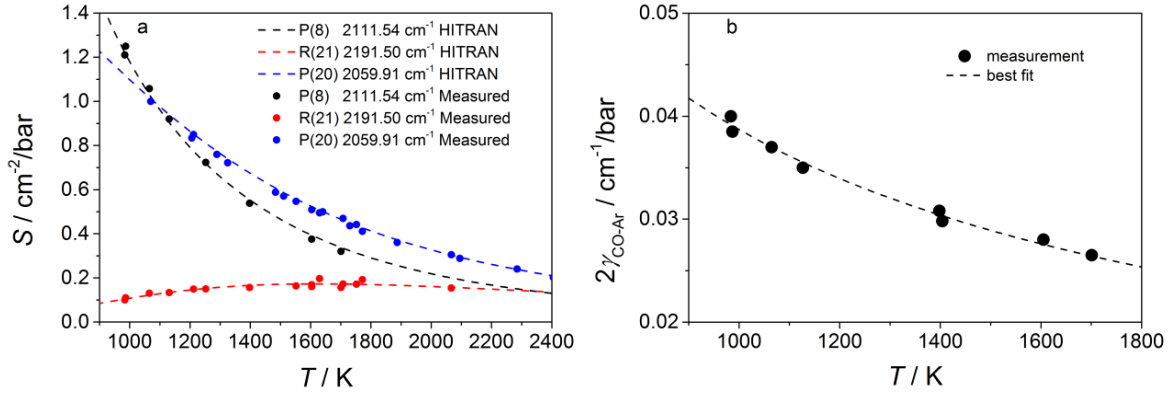 a
P(8) 2111.54 cm⁻¹ HITRAN
R(21) 2191.50 cm⁻¹ HITRAN
P(20) 2059.91 cm⁻¹ HITRAN
P(8) 2111.54 cm⁻¹ Measured
R(21) 2191.50 cm⁻¹ Measured
P(20) 2059.91 cm⁻¹ Measured
S / cm⁻²/bar
1.4
1.2
1.0
0.8
0.6
0.4
0.2
0.0
1000 1200 1400 1600 1800 2000 2200 2400
T / K
b
measurement
best fit
2γCO-Ar / cm⁻¹/bar
0.05
0.04
0.03
0.02
1000 1200 1400 1600 1800
T / K